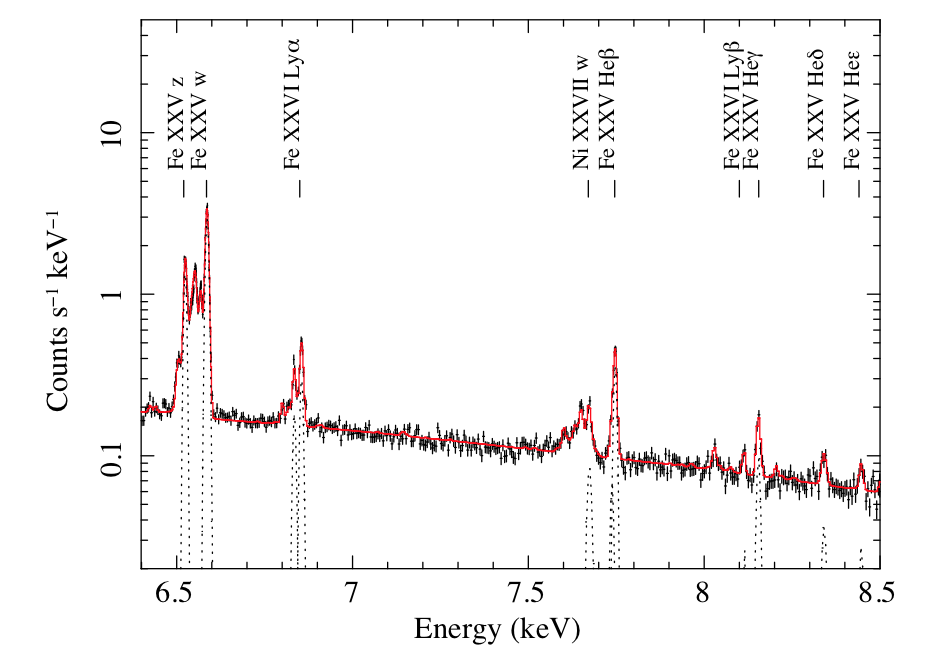 Fe XXV z
Fe XXV w
Fe XXVI Lyα
Ni XXVII w
Fe XXV Heβ
Fe XXVI Lyβ
Fe XXV Heγ
Fe XXV Heδ
Fe XXV Heε
10
1
0.1
Counts s⁻¹ keV⁻¹
6.5 7 7.5 8 8.5
Energy (keV)